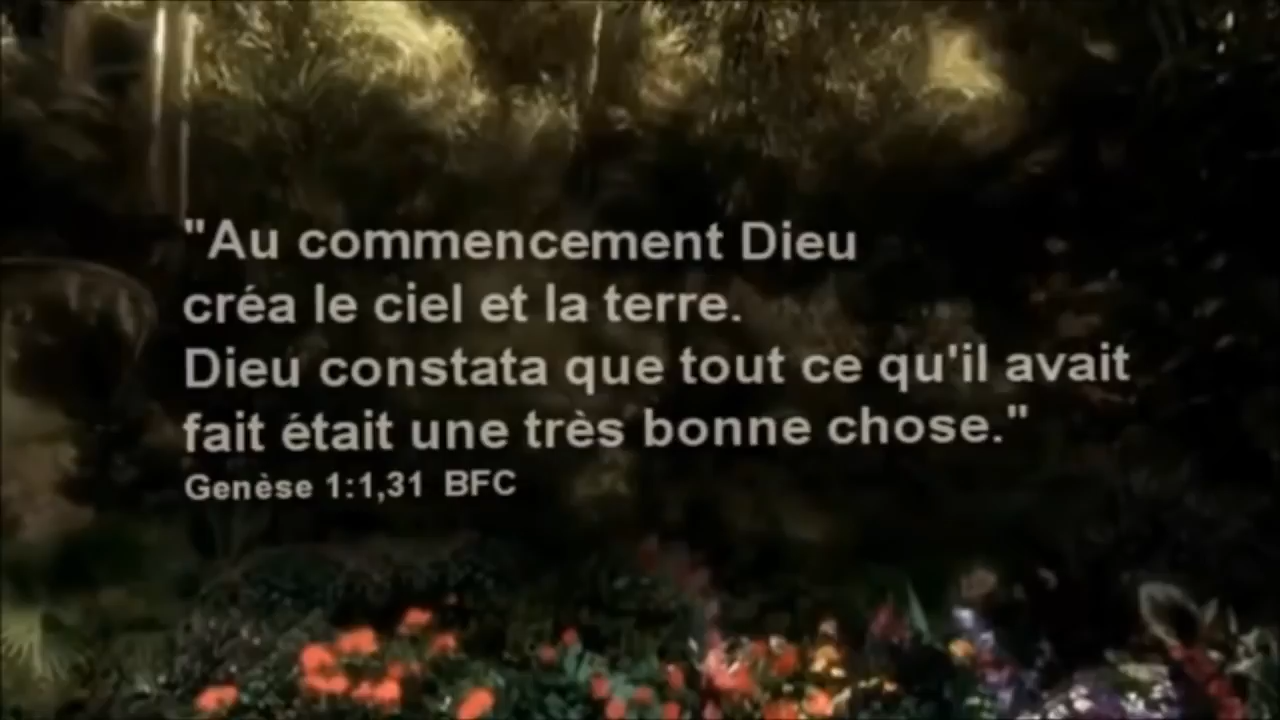 "Au commencement Dieu
créa le ciel et la terre.
Dieu constata que tout ce qu'il avait
fait était une très bonne chose."
Genèse 1:1,31 BFC